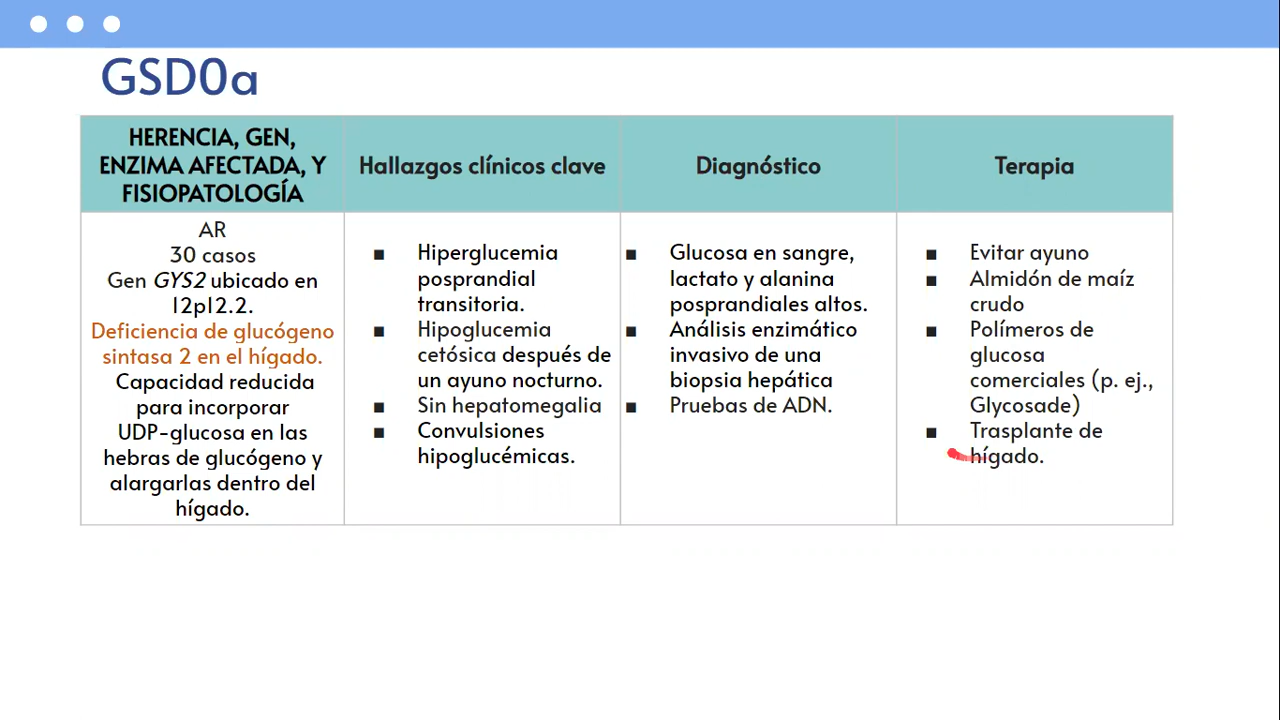 GSD0a
HERENCIA, GEN,
ENZIMA AFECTADA, Y
FISIOPATOLOGÍA
Hallazgos clínicos clave
Diagnóstico
Terapia
AR
30 casos
Gen GYS2 ubicado en
12p12.2.
Deficiencia de glucógeno
sintasa 2 en el hígado.
Capacidad reducida
para incorporar
UDP-glucosa en las
hebras de glucógeno y
alargarlas dentro del
hígado.
▪ Hiperglucemia
posprandial
transitoria.
▪ Hipoglucemia
cetósica después de
un ayuno nocturno.
▪ Sin hepatomegalia
▪ Convulsiones
hipoglucémicas.
▪ Glucosa en sangre,
lactato y alanina
posprandiales altos.
▪ Análisis enzimático
invasivo de una
biopsia hepática
▪ Pruebas de ADN.
▪ Evitar ayuno
▪ Almidón de maíz
crudo
▪ Polímeros de
glucosa
comerciales (p. ej.,
Glycosade)
▪ Trasplante de
hígado.